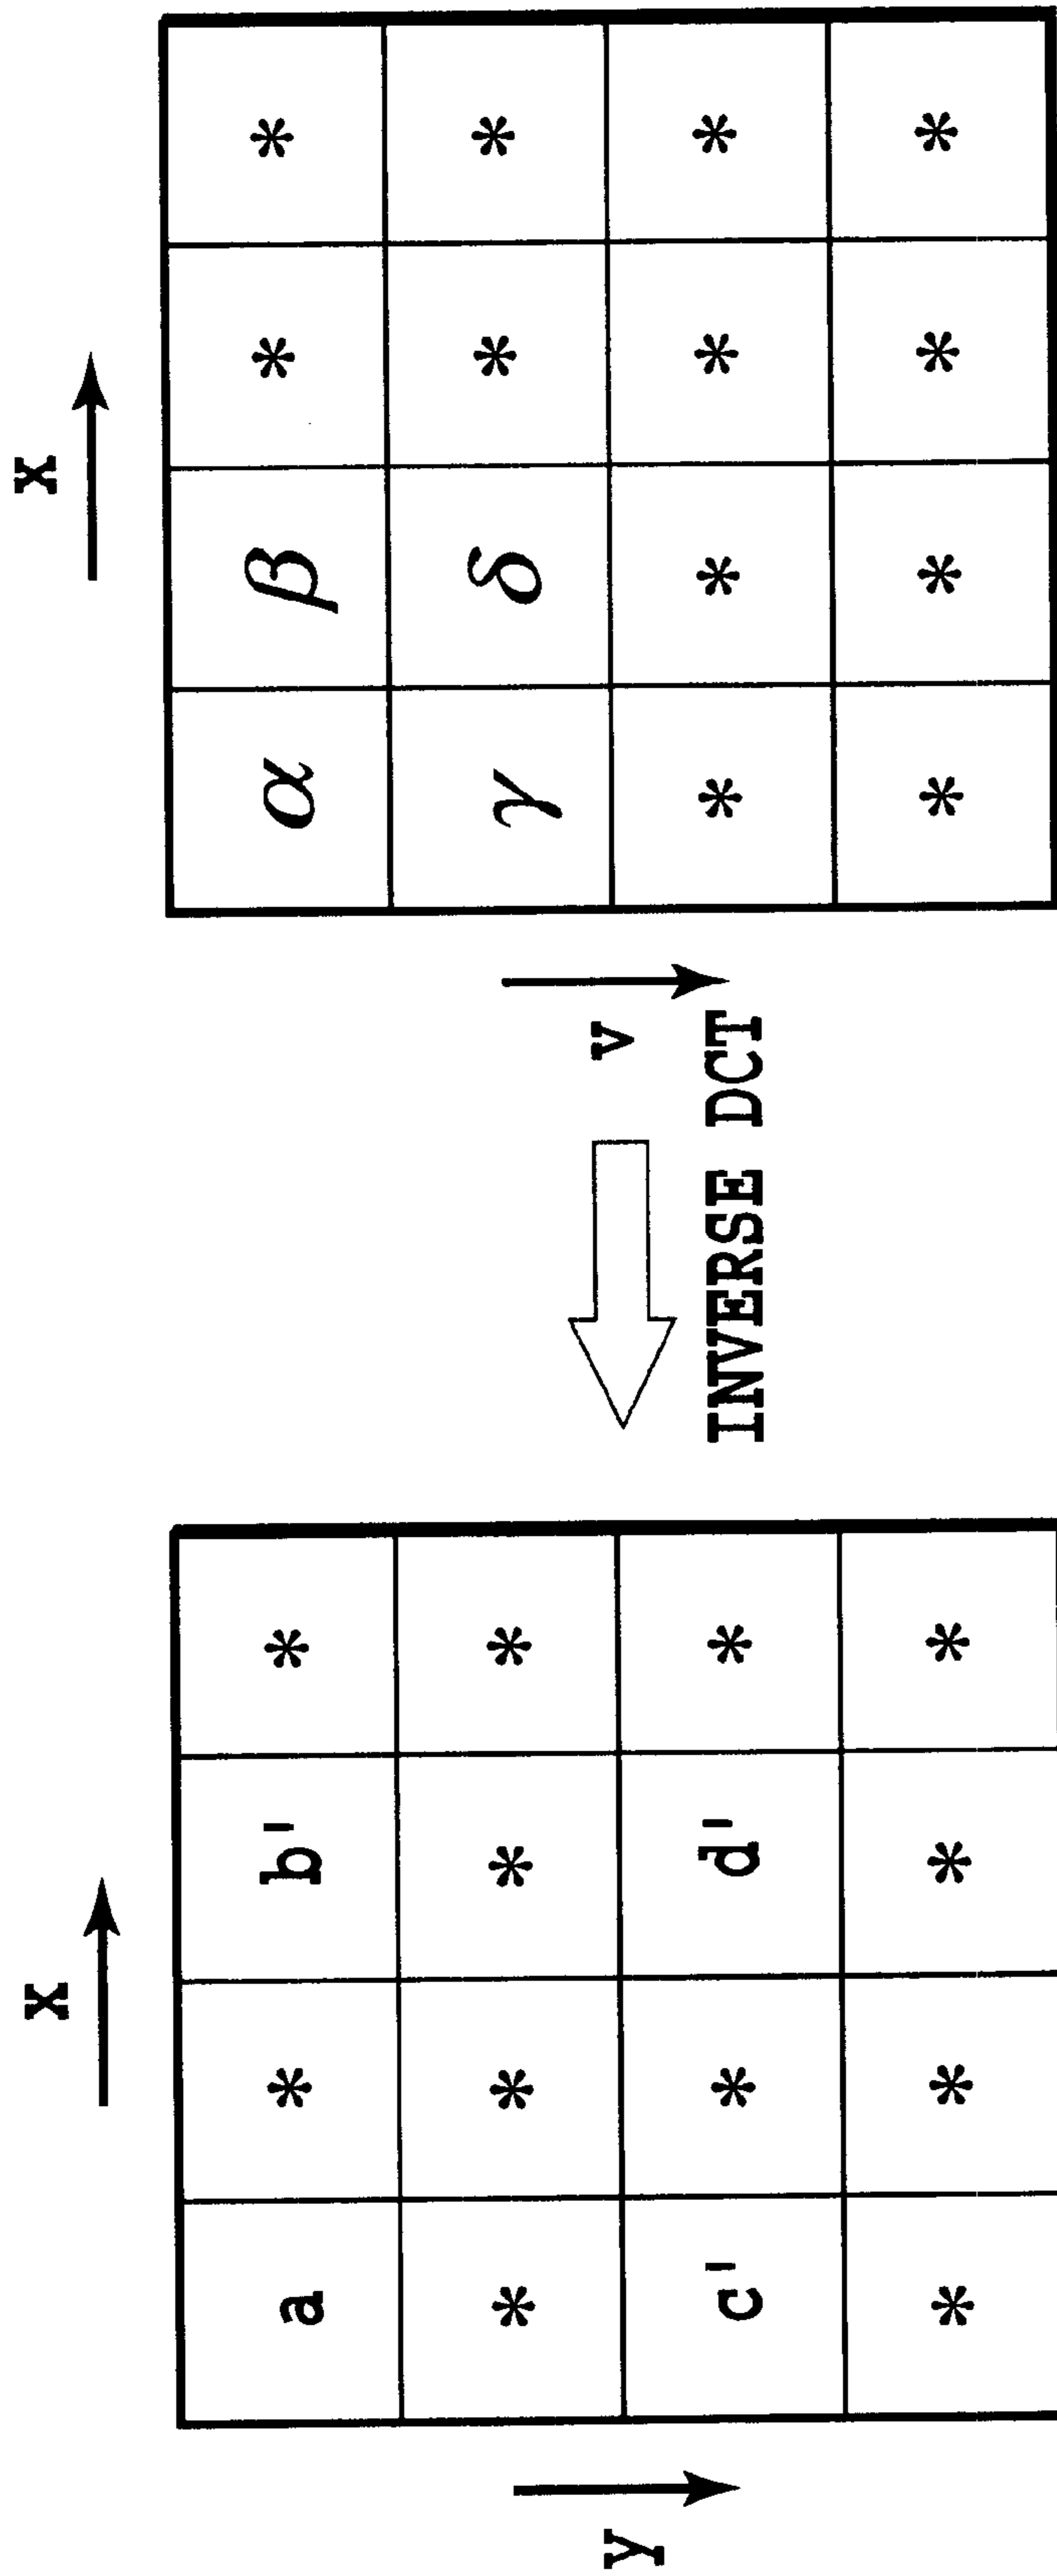 x
y
a * b' *
* * * *
c' * d' *
* * * *
INVERSE DCT
x
v
α β * *
γ δ * *
* * * *
* * * *